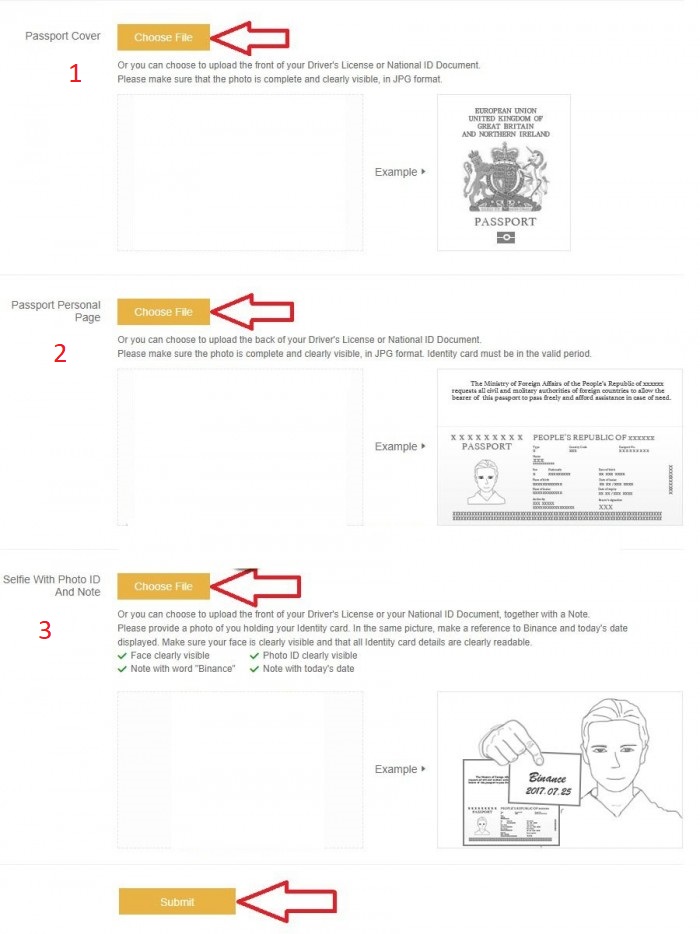 Passport Cover
Choose File
1
Or you can choose to upload the front of your Driver's License or National ID Document.
Please make sure that the photo is complete and clearly visible, in JPG format.
Example
EUROPEAN UNION
UNITED KINGDOM OF
GREAT BRITAIN
AND NORTHERN IRELAND
PASSPORT
Passport Personal
Page
Choose File
2
Or you can choose to upload the back of your Driver's License or National ID Document.
Please make sure the photo is complete and clearly visible, in JPG format. Identity card must be in the valid period.
Example
The Ministry of Foreign Affairs of the People's Republic of xxxxxx
requests all civil and molitary authorities of foreign countries to allow the
bearer of this passport to pass freely and afford assistance in case of need.
X X X X X X X X X
PASSPORT
PEOPLE'S REPUBLIC OF xxxxxx
XXX
Selfie With Photo ID
And Note
Choose File
3
Or you can choose to upload the front of your Driver's License or your National ID Document, together with a Note.
Please provide a photo of you holding your Identity card. In the same picture, make a reference to Binance and today's date
displayed. Make sure your face is clearly visible and that all Identity card details are clearly readable.
Face clearly visible
Photo ID clearly visible
Note with word "Binance"
Note with today's date
Example
Binance
2017.07.25
PASSPORT
Submit